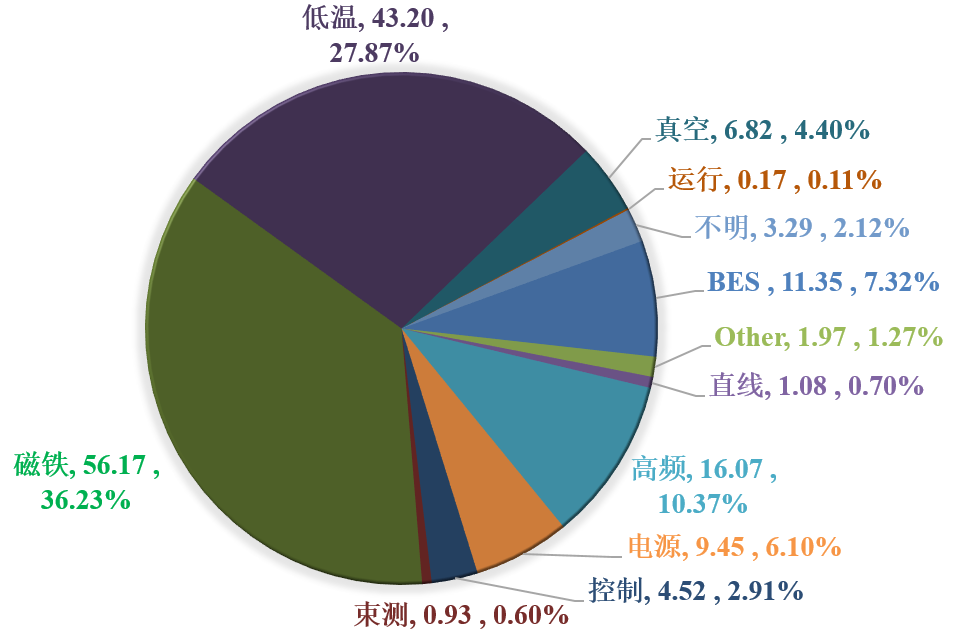 低温, 43.20 ,
27.87%
真空, 6.82 , 4.40%
运行, 0.17 , 0.11%
不明, 3.29 , 2.12%
BES , 11.35 , 7.32%
Other, 1.97 , 1.27%
直线, 1.08 , 0.70%
磁铁, 56.17 ,
36.23%
高频, 16.07 ,
10.37%
电源, 9.45 , 6.10%
控制, 4.52 , 2.91%
束测, 0.93 , 0.60%